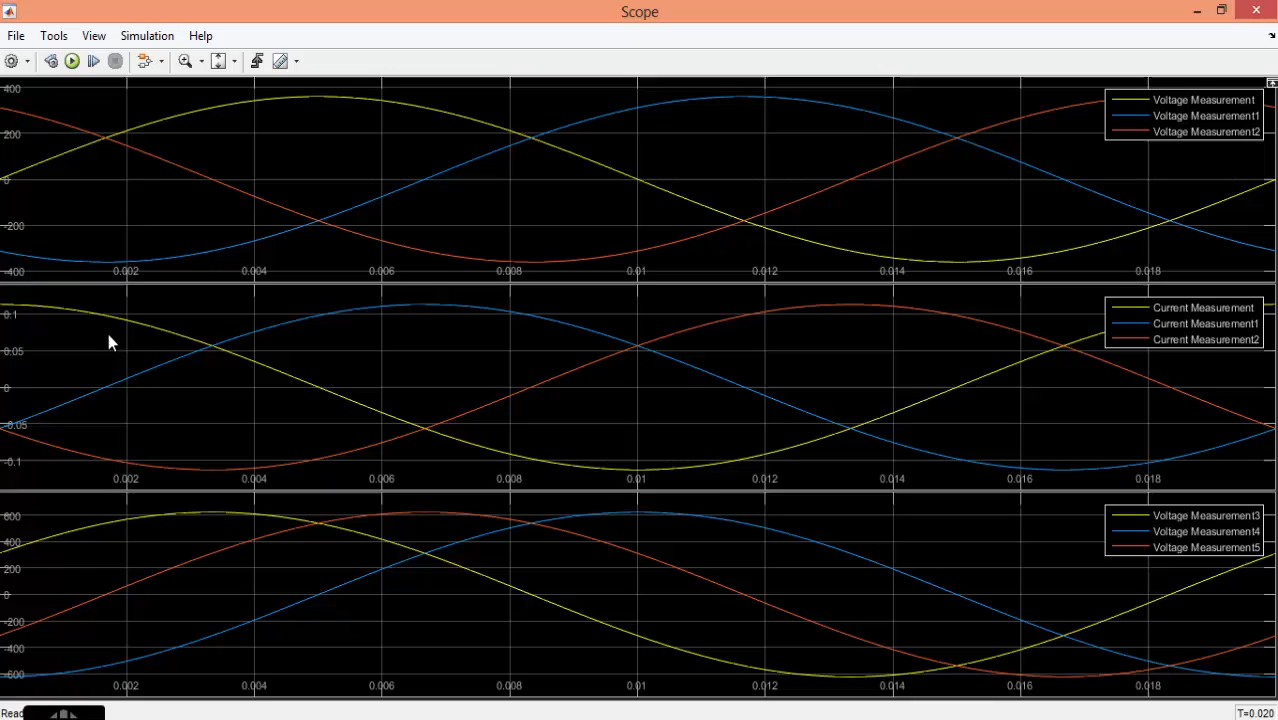 Scope
File Tools View Simulation Help
400
200
0
-200
-400
0.002 0.004 0.006 0.008 0.01 0.012 0.014 0.016 0.018
Voltage Measurement
Voltage Measurement1
Voltage Measurement2
0.1
0.05
0
-0.05
-0.1
0.002 0.004 0.006 0.008 0.01 0.012 0.014 0.016 0.018
Current Measurement
Current Measurement1
Current Measurement2
600
400
200
0
-200
-400
-600
0.002 0.004 0.006 0.008 0.01 0.012 0.014 0.016 0.018
Voltage Measurement3
Voltage Measurement4
Voltage Measurement5
T=0.020